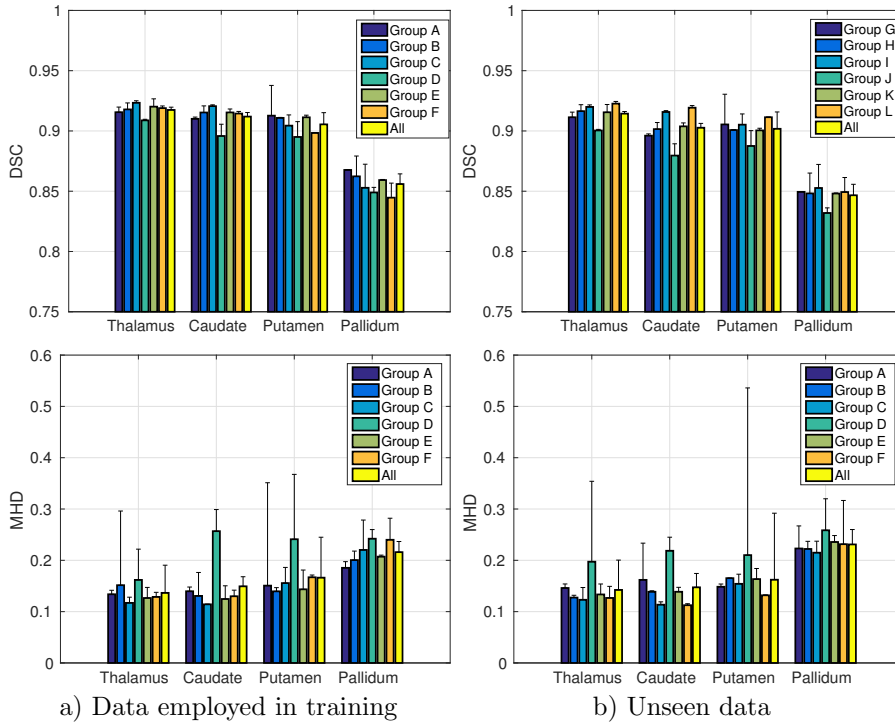 1
0.95
0.9
0.85
0.8
0.75
DSC
Thalamus Caudate Putamen Pallidum
Group A
Group B
Group C
Group D
Group E
Group F
All
1
0.95
0.9
0.85
0.8
0.75
DSC
Thalamus Caudate Putamen Pallidum
Group G
Group H
Group I
Group J
Group K
Group L
All
0.6
0.5
0.4
0.3
0.2
0.1
0
MHD
Thalamus Caudate Putamen Pallidum
Group A
Group B
Group C
Group D
Group E
Group F
All
0.6
0.5
0.4
0.3
0.2
0.1
0
MHD
Thalamus Caudate Putamen Pallidum
Group A
Group B
Group C
Group D
Group E
Group F
All
a) Data employed in training
b) Unseen data